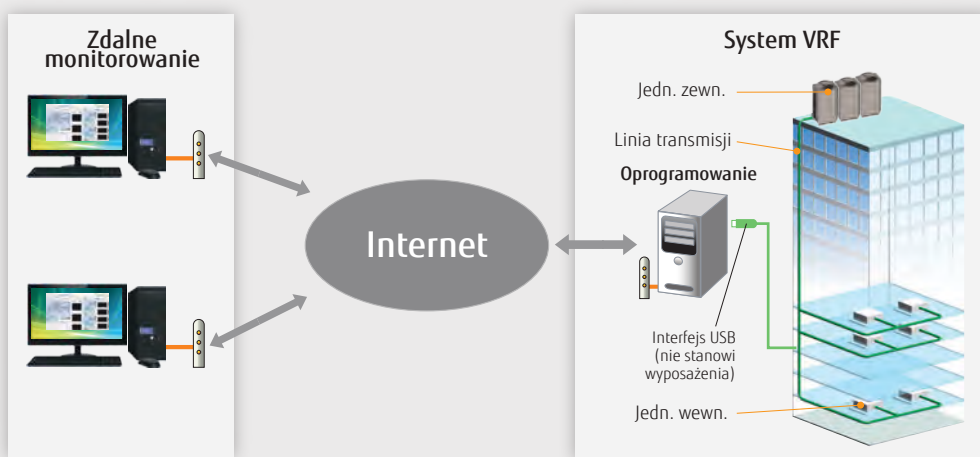 Zdalne
monitorowanie
Internet
System VRF
Jedn. zewn.
Linia transmisji
Oprogramowanie
Interfejs USB
(nie stanowi
wyposażenia)
Jedn. wewn.